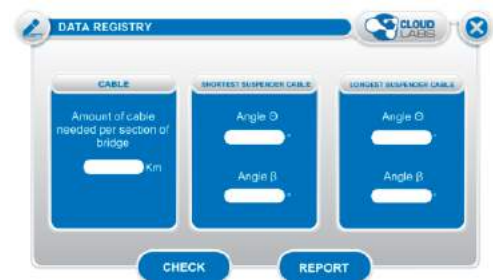 DATA REGISTRY
CLOUD
LABS
CABLE
Amount of cable
needed per section of
bridge
Km
SHORTEST SUSPENDER CABLE
Angle Θ
°
Angle β
°
LONGEST SUSPENDER CABLE
Angle Θ
°
Angle β
°
CHECK
REPORT